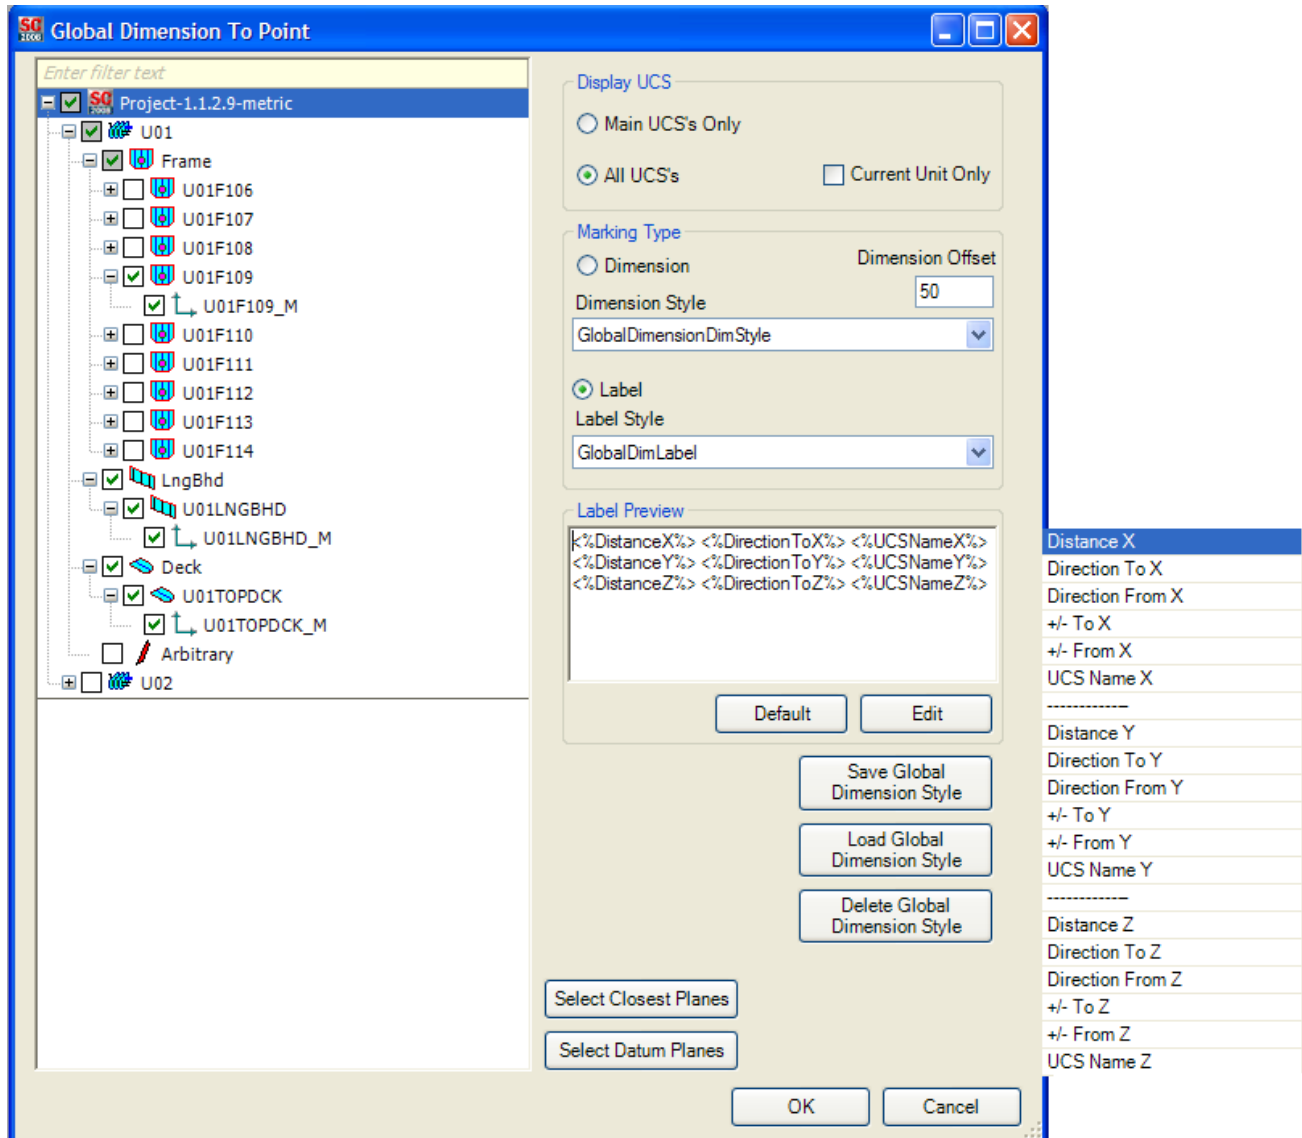 SC
2008
Global Dimension To Point
Enter filter text
SC
2008
Project-1.1.2.9-metric
U01
Frame
U01F106
U01F107
U01F108
U01F109
U01F109_M
U01F110
U01F111
U01F112
U01F113
U01F114
LngBhd
U01LNGBHD
U01LNGBHD_M
Deck
U01TOPDCK
U01TOPDCK_M
Arbitrary
U02
Display UCS
Main UCS's Only
All UCS's
Current Unit Only
Marking Type
Dimension
Dimension Offset
50
Dimension Style
GlobalDimensionDimStyle
Label
Label Style
GlobalDimLabel
Label Preview
<%DistanceX%> <%DirectionToX%> <%UCSNameX%>
<%DistanceY%> <%DirectionToY%> <%UCSNameY%>
<%DistanceZ%> <%DirectionToZ%> <%UCSNameZ%>
Default
Edit
Save Global
Dimension Style
Load Global
Dimension Style
Delete Global
Dimension Style
Select Closest Planes
Select Datum Planes
OK
Cancel
Distance X
Direction To X
Direction From X
+/- To X
+/- From X
UCS Name X
-------------
Distance Y
Direction To Y
Direction From Y
+/- To Y
+/- From Y
UCS Name Y
-------------
Distance Z
Direction To Z
Direction From Z
+/- To Z
+/- From Z
UCS Name Z